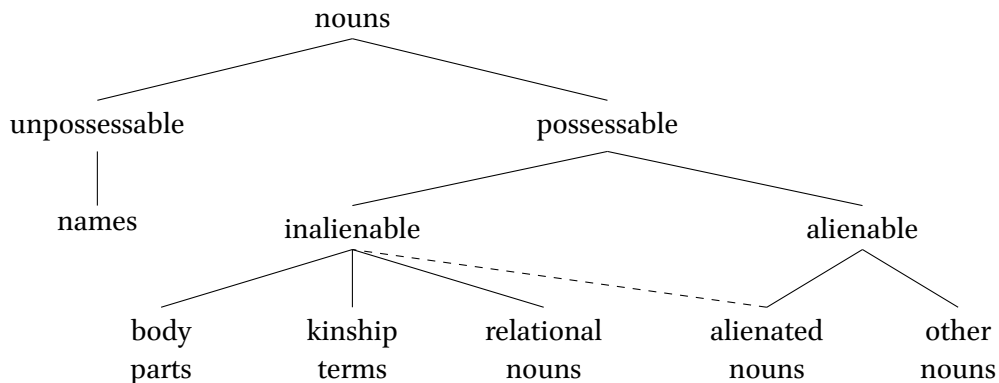 nouns
unpossessable possessable
names inalienable alienable
body kinship relational alienated other
parts terms nouns nouns nouns